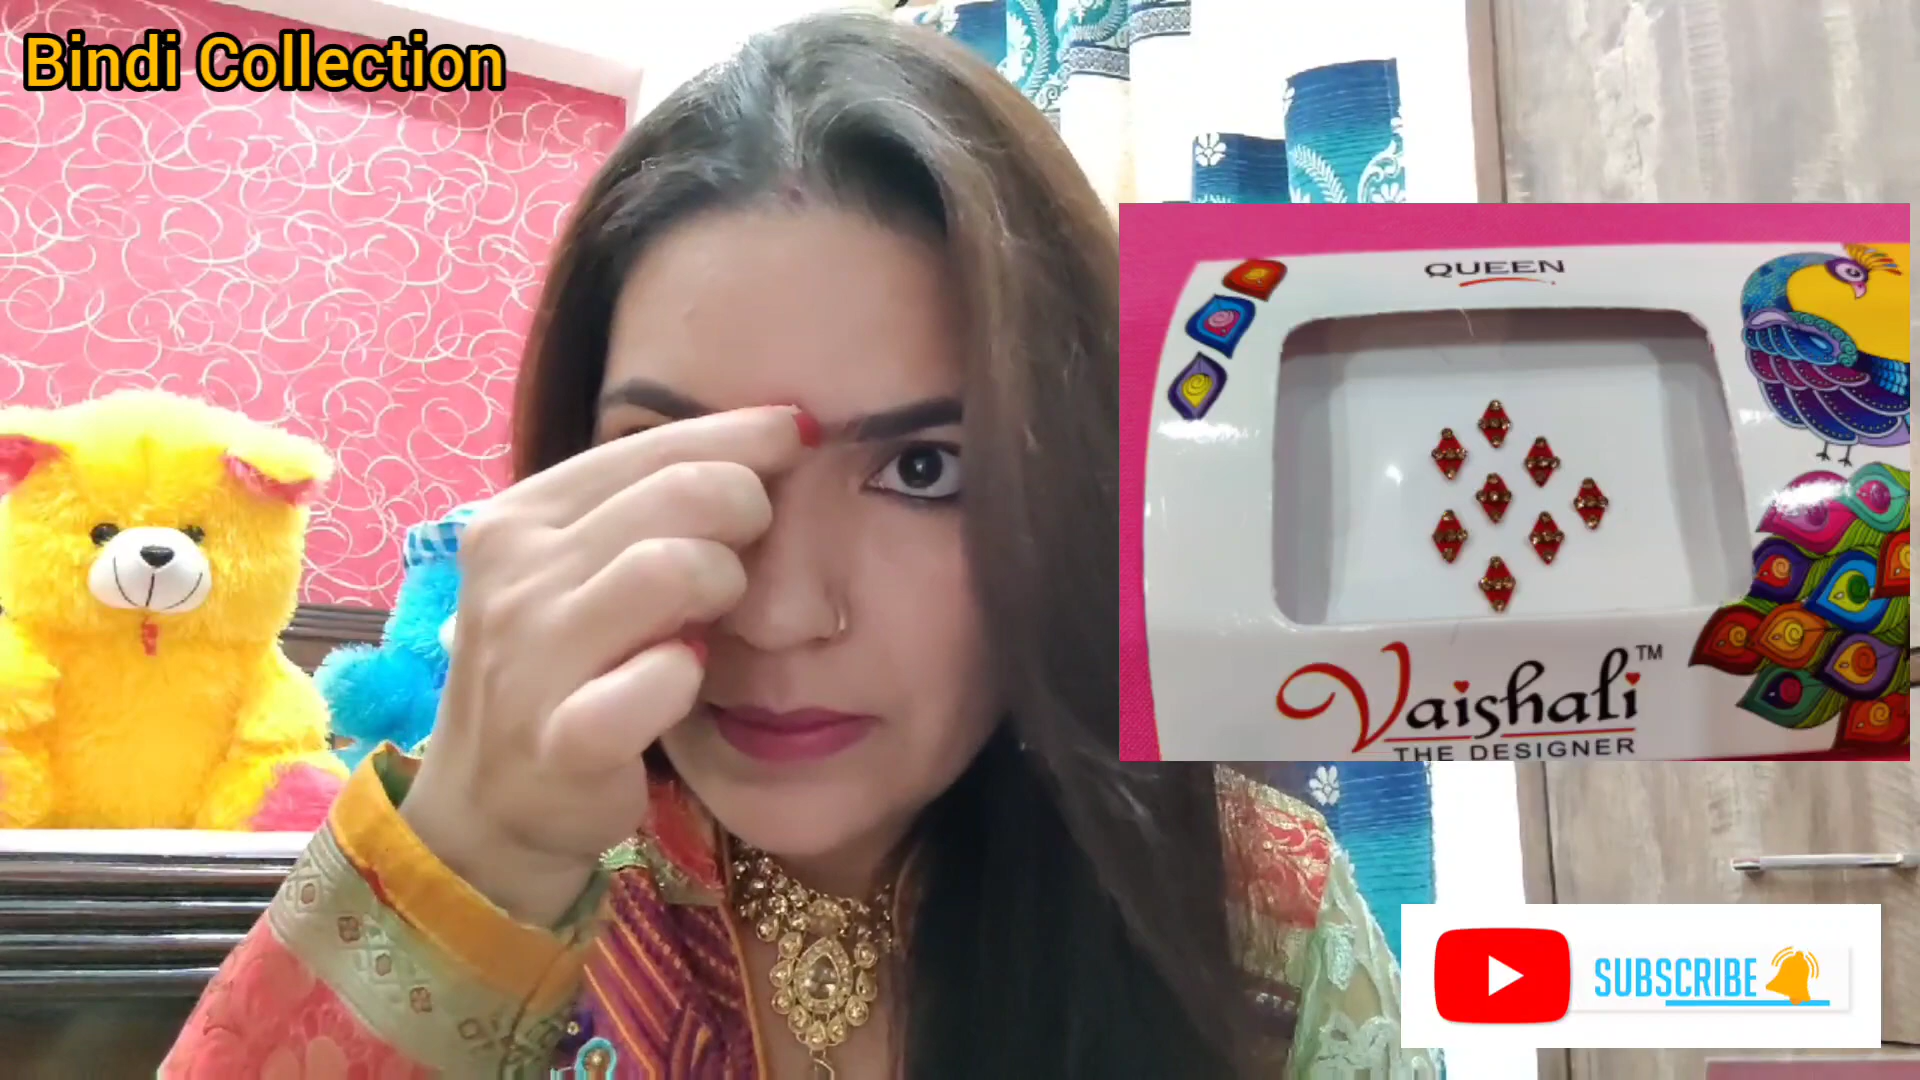 Bindi Collection
QUEEN
Vaishali™
THE DESIGNER
SUBSCRIBE